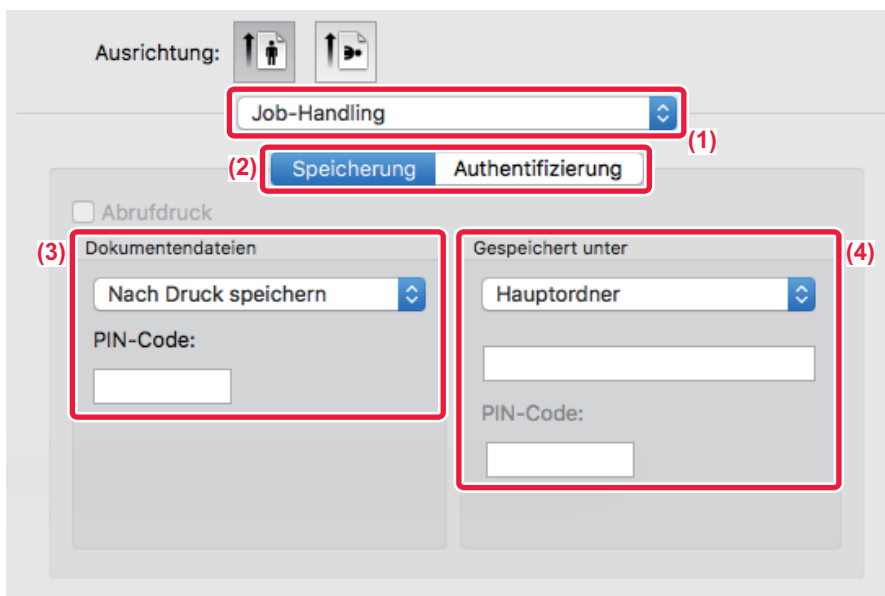 Ausrichtung:
Job-Handling
(1)
(2)
Speicherung Authentifizierung
Abrufdruck
(3)
Dokumentendateien
Nach Druck speichern
PIN-Code:
Gespeichert unter
(4)
Hauptordner
PIN-Code: